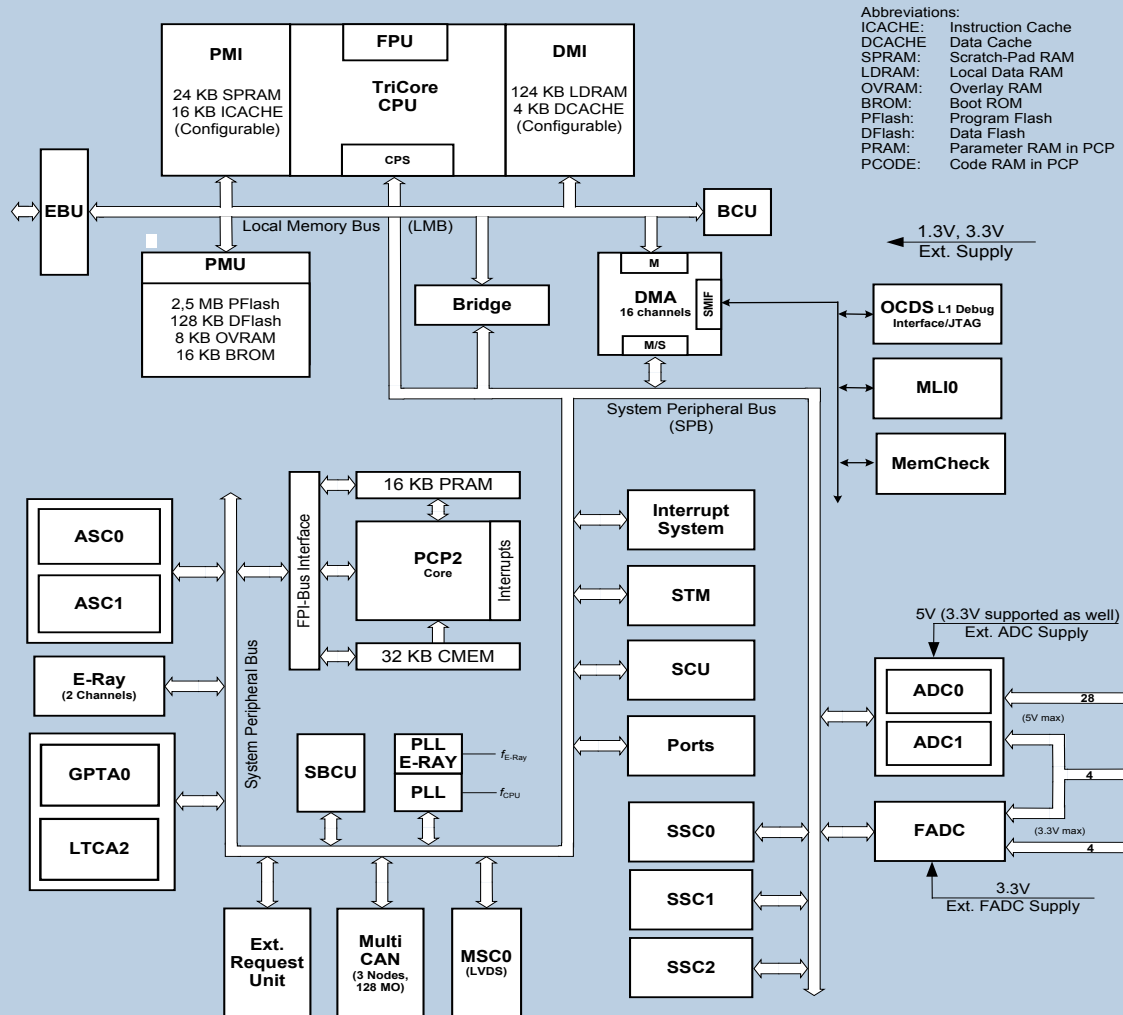 Abbreviations:
ICACHE: Instruction Cache
DCACHE Data Cache
SPRAM: Scratch-Pad RAM
LDRAM: Local Data RAM
OVRAM: Overlay RAM
BROM: Boot ROM
PFlash: Program Flash
DFlash: Data Flash
PRAM: Parameter RAM in PCP
PCODE: Code RAM in PCP
PMI
24 KB SPRAM
16 KB ICACHE
(Configurable)
FPU
TriCore
CPU
CPS
DMI
124 KB LDRAM
4 KB DCACHE
(Configurable)
EBU
Local Memory Bus (LMB)
BCU
1.3V, 3.3V
Ext. Supply
PMU
2,5 MB PFlash
128 KB DFlash
8 KB OVRAM
16 KB BROM
Bridge
M
DMA
16 channels
SMIF
M/S
OCDS L1 Debug
Interface/JTAG
MLI0
MemCheck
System Peripheral Bus
(SPB)
ASC0
ASC1
E-Ray
(2 Channels)
GPTA0
LTCA2
System Peripheral Bus
FPI-Bus Interface
16 KB PRAM
PCP2
Core
Interrupts
32 KB CMEM
SBCU
PLL
E-RAY
fE-Ray
PLL
fCPU
Interrupt
System
STM
SCU
Ports
SSC0
SSC1
SSC2
5V (3.3V supported as well)
Ext. ADC Supply
ADC0
28
(5V max)
ADC1
4
FADC
(3.3V max)
4
3.3V
Ext. FADC Supply
Ext.
Request
Unit
Multi
CAN
(3 Nodes,
128 MO)
MSC0
(LVDS)